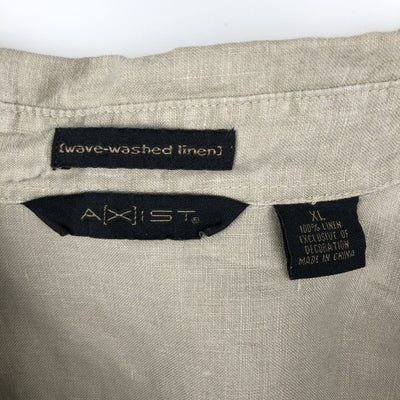 [wave-washed linen]
A[X]IST®
XL
100% LINEN
EXCLUSIVE OF
DECORATION
MADE IN CHINA